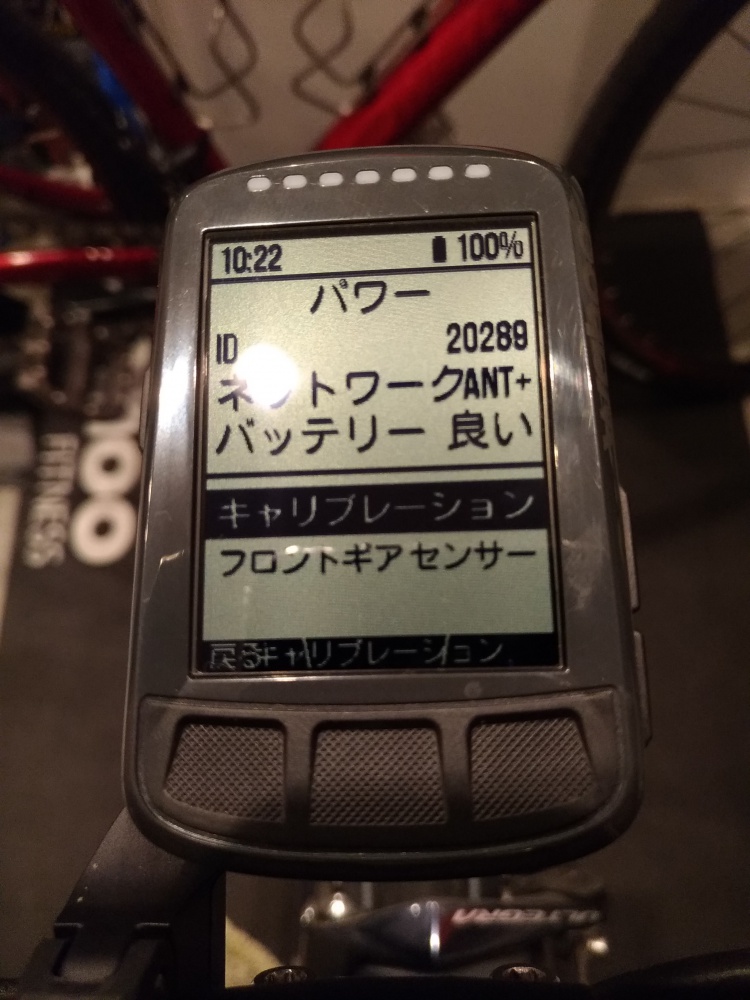 10:22 100%
パワー
ID 20289
ネットワークANT+
バッテリー 良い
キャリブレーション
フロントギアセンサー
戻る キャリブレーション
100
FITNESS
ULTEGRA